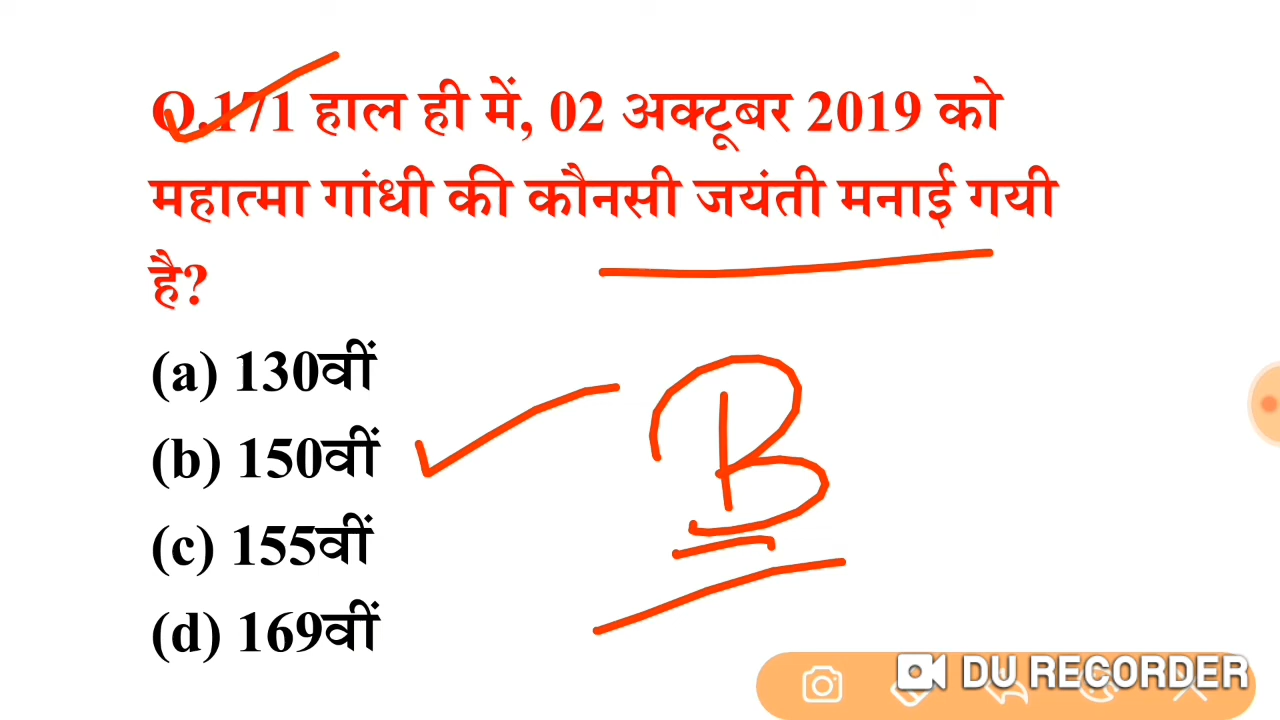 Q.171 हाल ही में, 02 अक्टूबर 2019 को
महात्मा गांधी की कौनसी जयंती मनाई गयी
है?
(a) 130वीं
(b) 150वीं
B
(c) 155वीं
(d) 169वीं
DU RECORDER